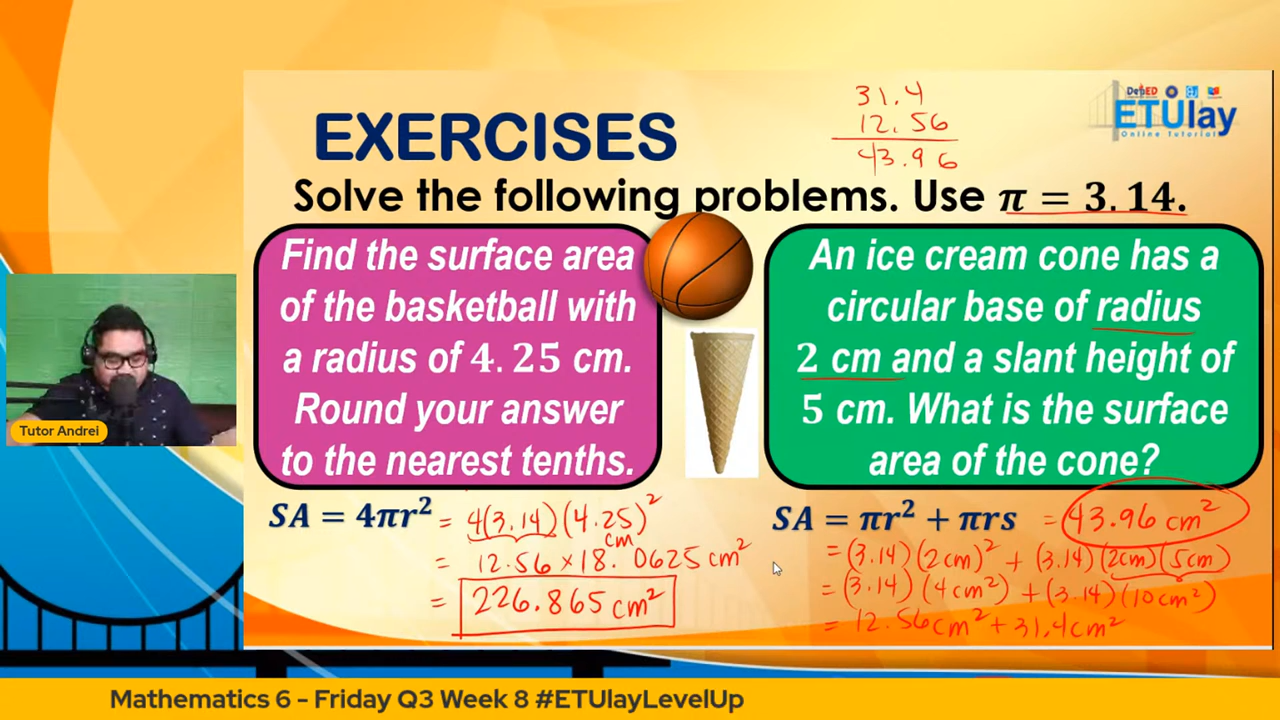 31.4
12.56
43.96
DepED
ETUlay
Online Tutorial
EXERCISES
Solve the following problems. Use π = 3.14.
Find the surface area
of the basketball with
a radius of 4.25 cm.
Round your answer
to the nearest tenths.
An ice cream cone has a
circular base of radius
2 cm and a slant height of
5 cm. What is the surface
area of the cone?
Tutor Andrei
SA = 4πr² = 4(3.14)(4.25)²
cm
= 12.56 × 18.0625 cm²
= 226.865 cm²
SA = πr² + πrs = 43.96 cm²
= (3.14)(2cm)² + (3.14)(2cm)(5cm)
= (3.14)(4cm²) + (3.14)(10cm²)
= 12.56cm² + 31.4cm²
Mathematics 6 - Friday Q3 Week 8 #ETUlayLevelUp